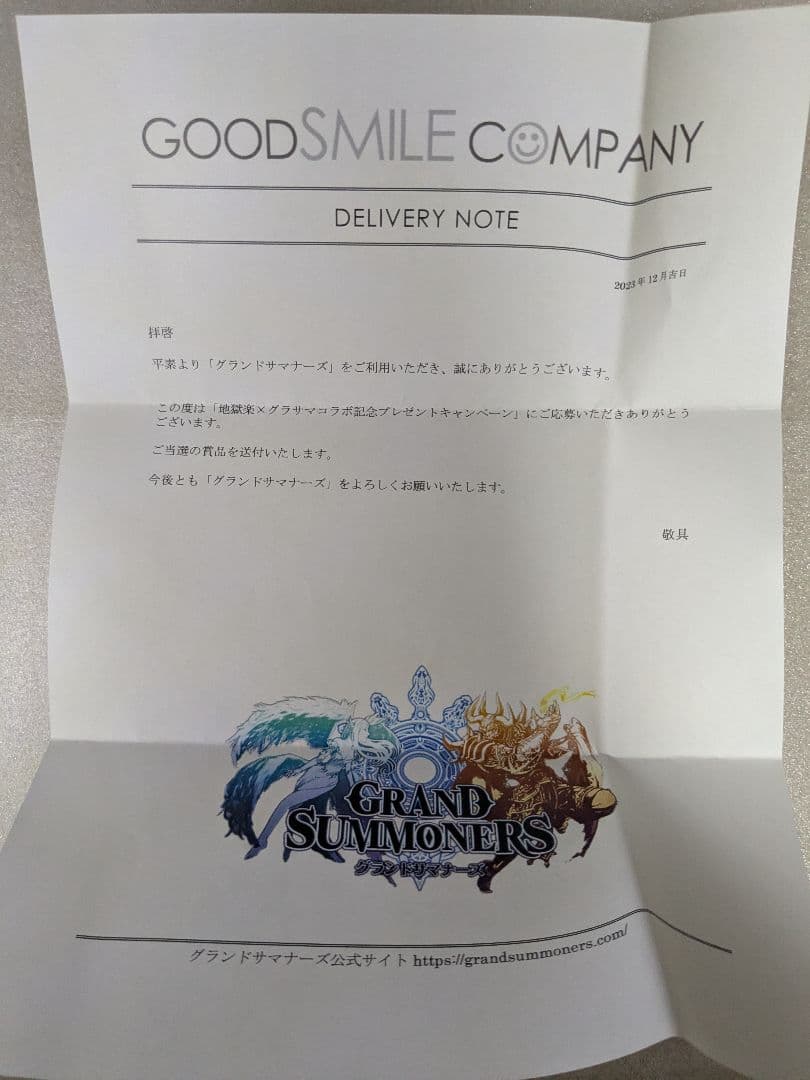 GOODSMILE COMPANY
DELIVERY NOTE
2023年12月吉日
拝啓
平素より「グランドサマナーズ」をご利用いただき、誠にありがとうございます。
この度は「地獄楽×グラサマコラボ記念プレゼントキャンペーン」にご応募いただきありがとう
ございます。
ご当選の賞品を送付いたします。
今後とも「グランドサマナーズ」をよろしくお願いいたします。
敬具
GRAND
SUMMONERS
グランドサマナーズ
グランドサマナーズ公式サイト https://grandsummoners.com/